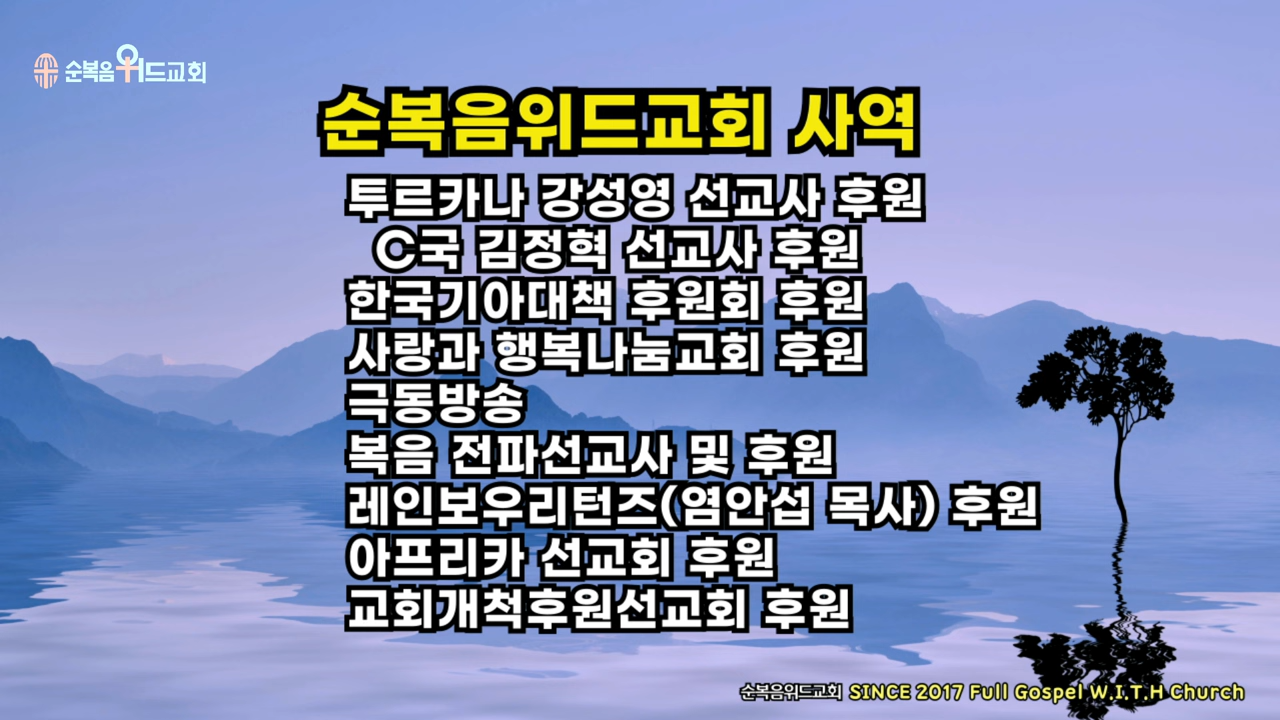 순복음위드교회
순복음위드교회 사역
투르카나 강성영 선교사 후원
C국 김정혁 선교사 후원
한국기아대책 후원회 후원
사랑과 행복나눔교회 후원
극동방송
복음 전파선교사 및 후원
레인보우리턴즈(염안섭 목사) 후원
아프리카 선교회 후원
교회개척후원선교회 후원
순복음위드교회 SINCE 2017 Full Gospel W.I.T.H Church